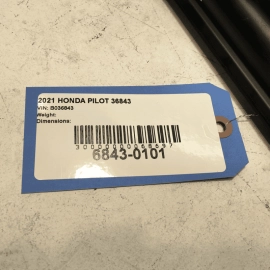 2021 HONDA PILOT 36843
VIN: B036843
Weight:
Dimensions:
6843-0101